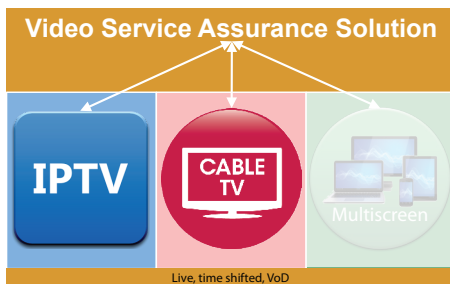 Video Service Assurance Solution
IPTV
CABLE
TV
Multiscreen
Live, time shifted, VoD